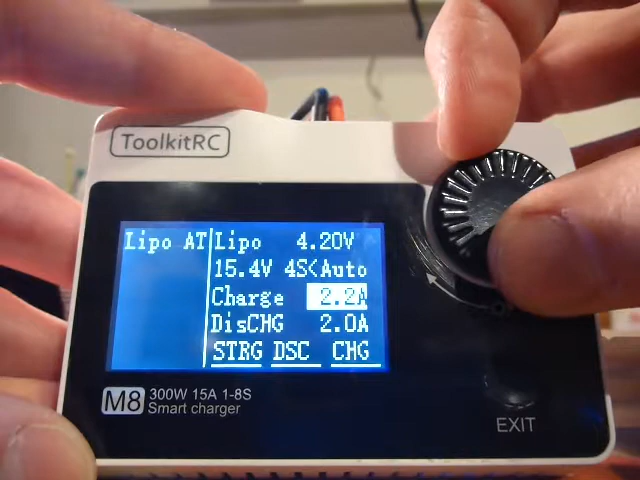 ToolkitRC
Lipo AT Lipo 4.20V
15.4V 4S<Auto
Charge 2.2A
DisCHG 2.0A
STRG DSC CHG
M8 300W 15A 1-8S
Smart charger
EXIT